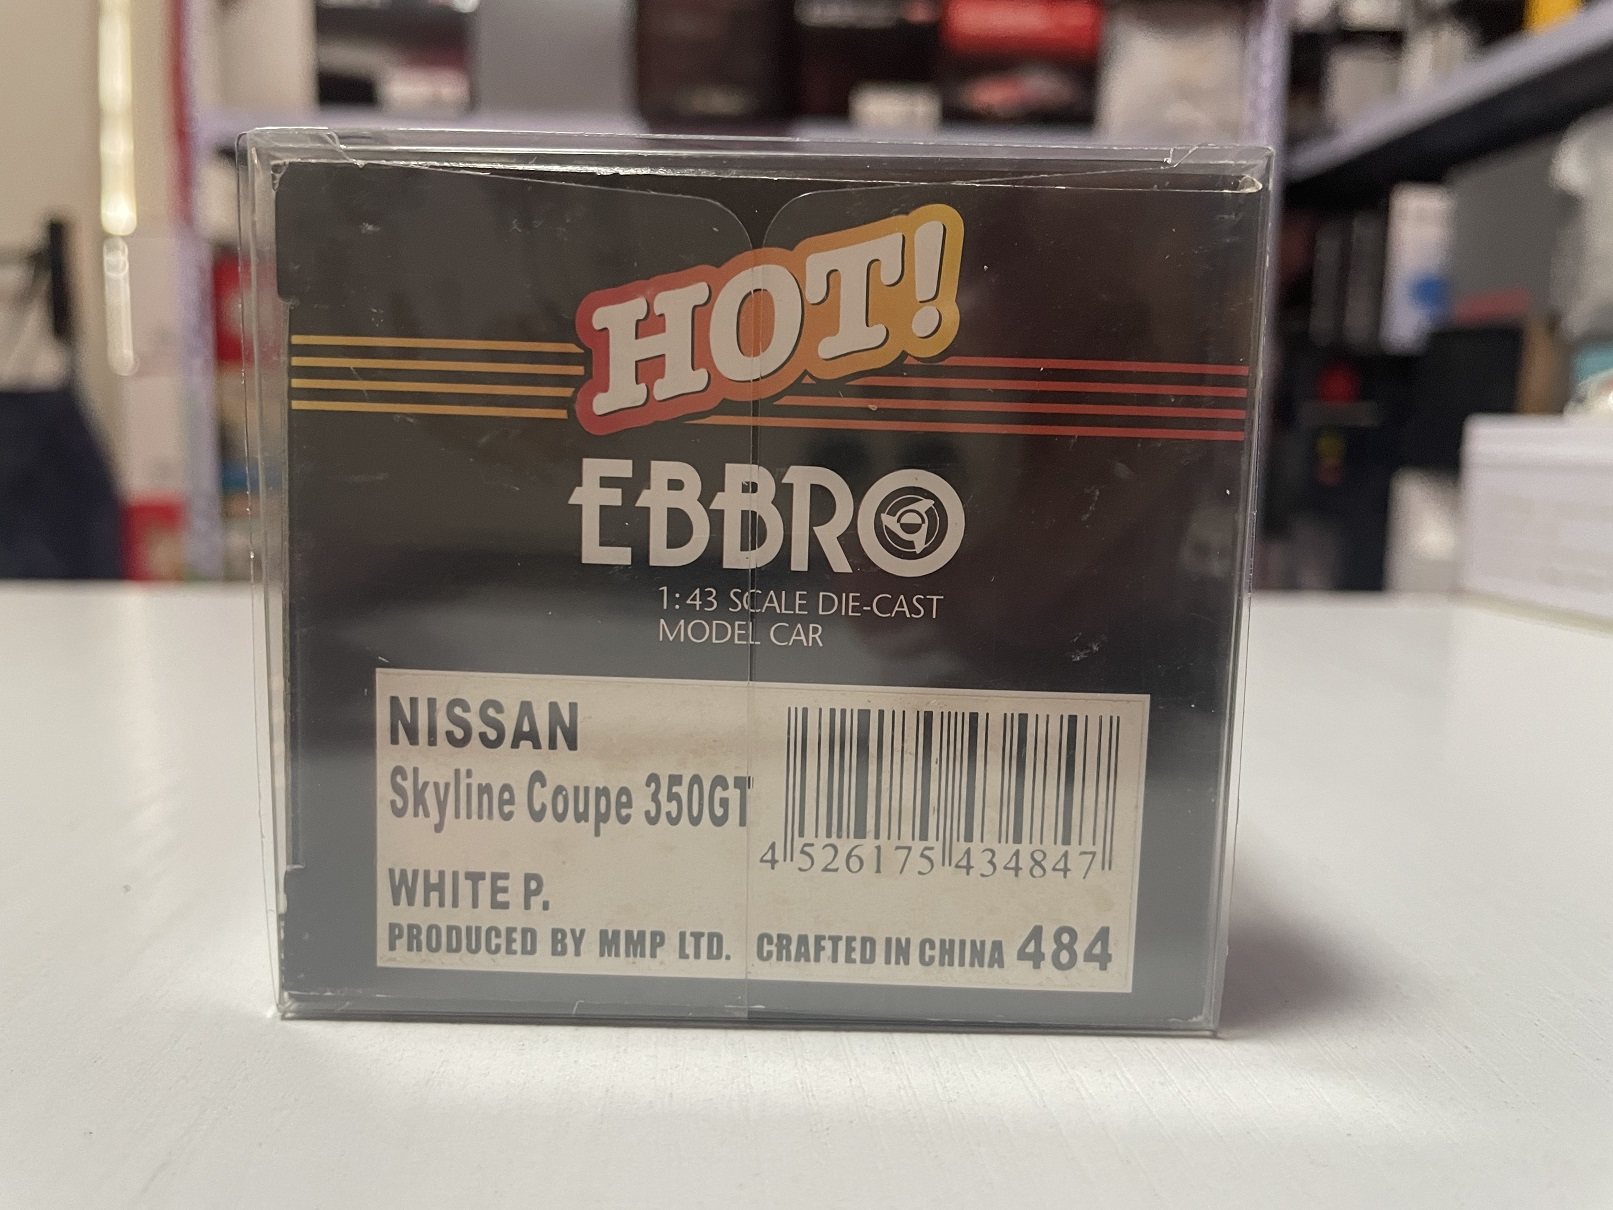 HOT!
EBBRO
1:43 SCALE DIE-CAST
MODEL CAR
NISSAN
Skyline Coupe 350GT
4 526175 434847
WHITE P.
PRODUCED BY MMP LTD. CRAFTED IN CHINA 484